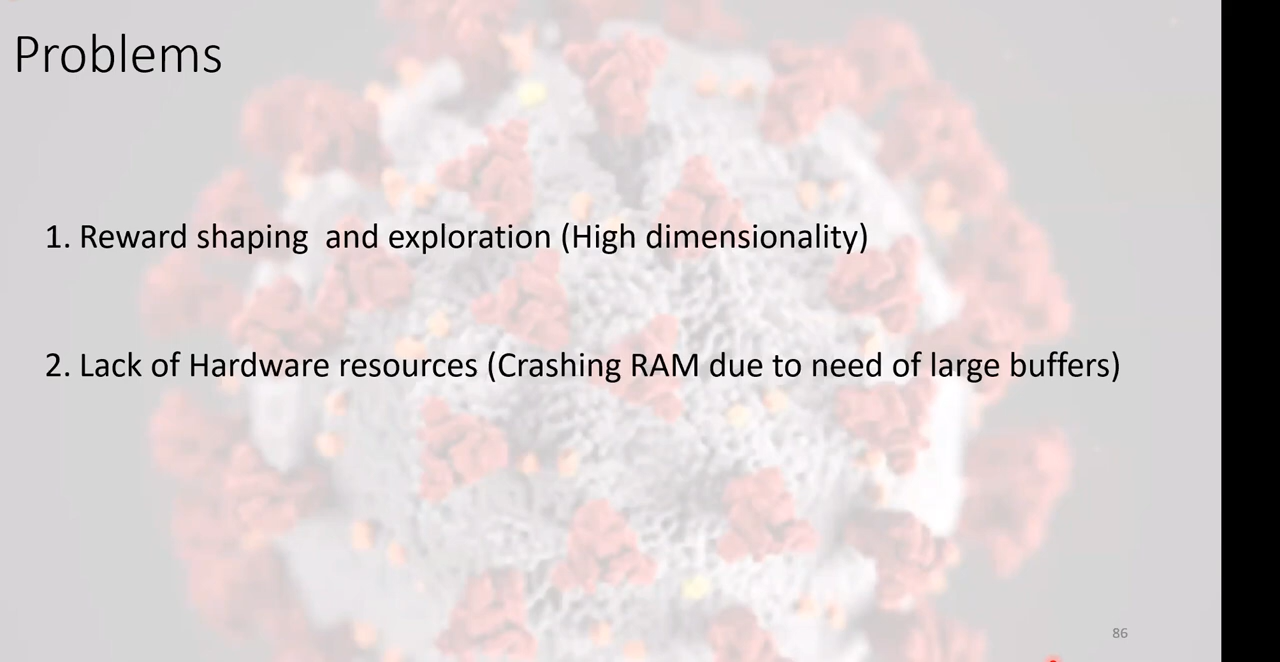 Problems
1. Reward shaping  and exploration (High dimensionality)
2. Lack of Hardware resources (Crashing RAM due to need of large buffers)
86